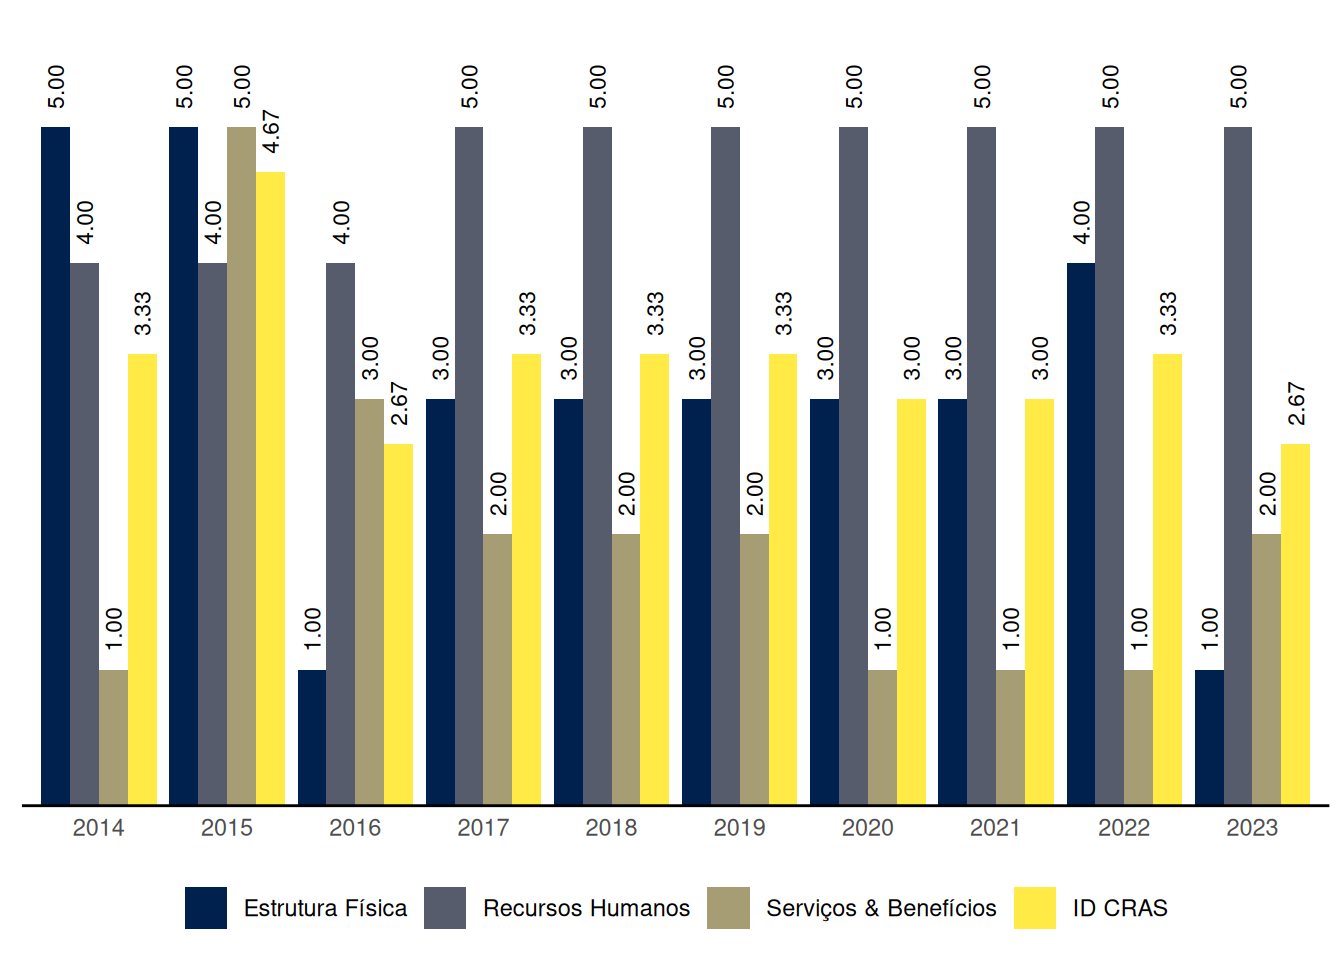 5.00 4.00 1.00 3.33
5.00 4.00 5.00 4.67
1.00 4.00 3.00 2.67
3.00 5.00 2.00 3.33
3.00 5.00 2.00 3.33
3.00 5.00 2.00 3.33
3.00 5.00 1.00 3.00
3.00 5.00 1.00 3.00
4.00 5.00 1.00 3.33
1.00 5.00 2.00 2.67
2014 2015 2016 2017 2018 2019 2020 2021 2022 2023
Estrutura Física Recursos Humanos Serviços & Benefícios ID CRAS